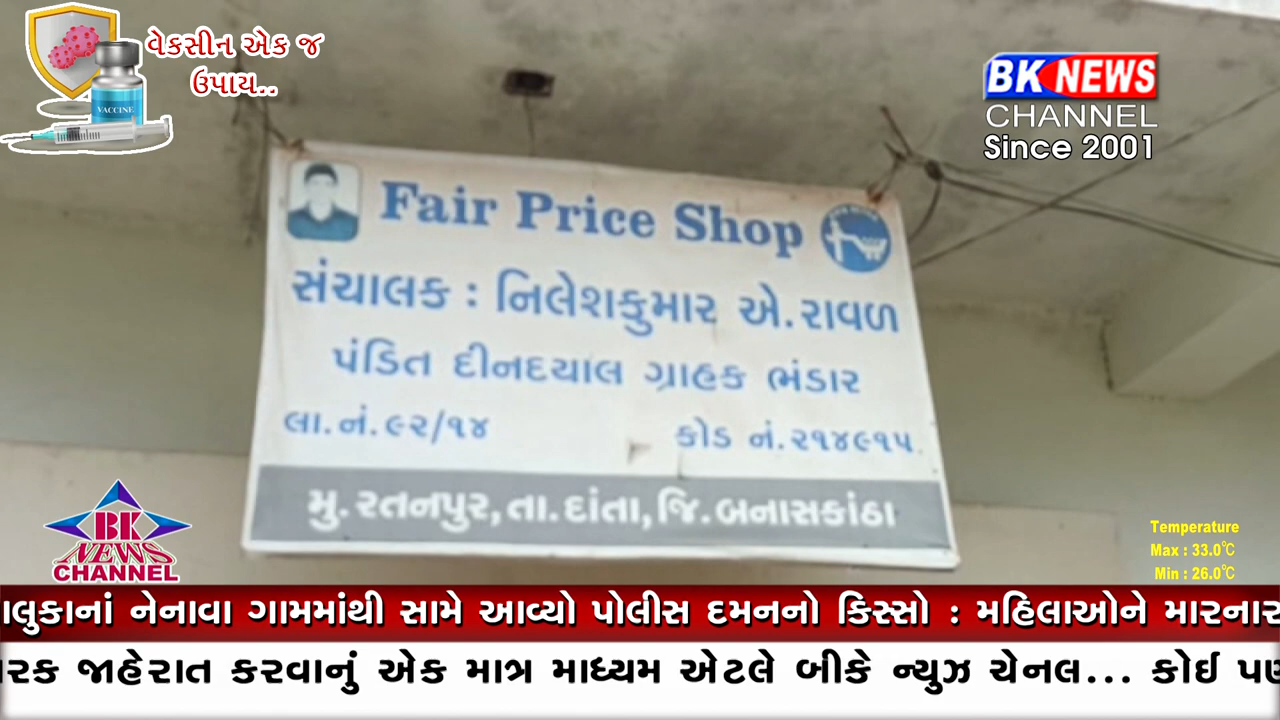 વેકસીન એક જ
ઉપાય..
VACCINE
BK NEWS
CHANNEL
Since 2001
Fair Price Shop
સંચાલક : નિલેશકુમાર એ. રાવળ
પંડિત દીનદયાલ ગ્રાહક ભંડાર
લા. નં. ૯૨/૧૪ કોડ નં. ૨૧૪૯૧૫
મુ. રતનપુર, તા. દાંતા, જિ. બનાસકાંઠા
BK
NEWS
CHANNEL
Temperature
Max : 33.0℃
Min : 26.0℃
ાલુકાનાં નેનાવા ગામમાંથી સામે આવ્યો પોલીસ દમનનો કિસ્સો : મહિલાઓને મારનાર
રક જાહેરાત કરવાનું એક માત્ર માધ્યમ એટલે બીકે ન્યુઝ ચેનલ... કોઈ પણ